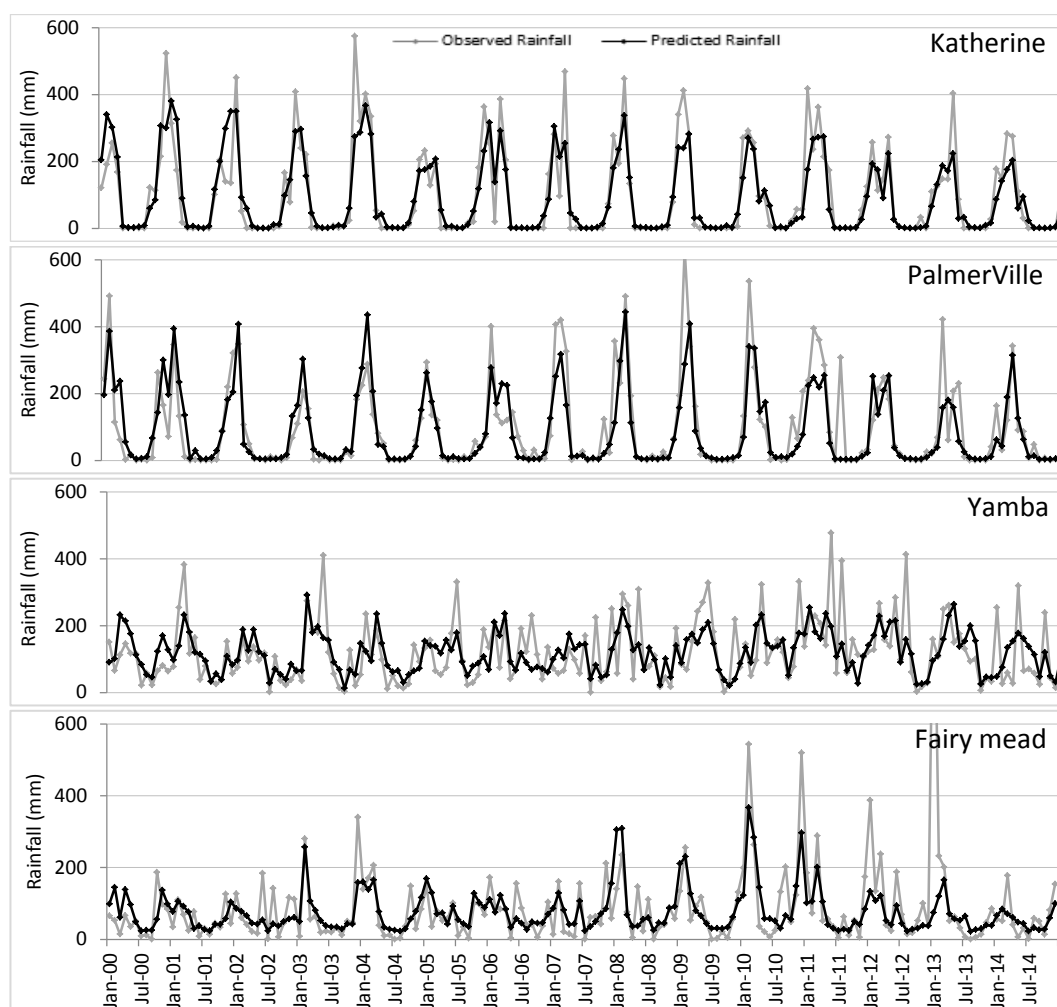 600
400
200
0
Rainfall (mm)
Observed Rainfall
Predicted Rainfall
Katherine
600
400
200
0
Rainfall (mm)
PalmerVille
600
400
200
0
Rainfall (mm)
Yamba
600
400
200
0
Rainfall (mm)
Fairy mead
Jan-00
Jul-00
Jan-01
Jul-01
Jan-02
Jul-02
Jan-03
Jul-03
Jan-04
Jul-04
Jan-05
Jul-05
Jan-06
Jul-06
Jan-07
Jul-07
Jan-08
Jul-08
Jan-09
Jul-09
Jan-10
Jul-10
Jan-11
Jul-11
Jan-12
Jul-12
Jan-13
Jul-13
Jan-14
Jul-14